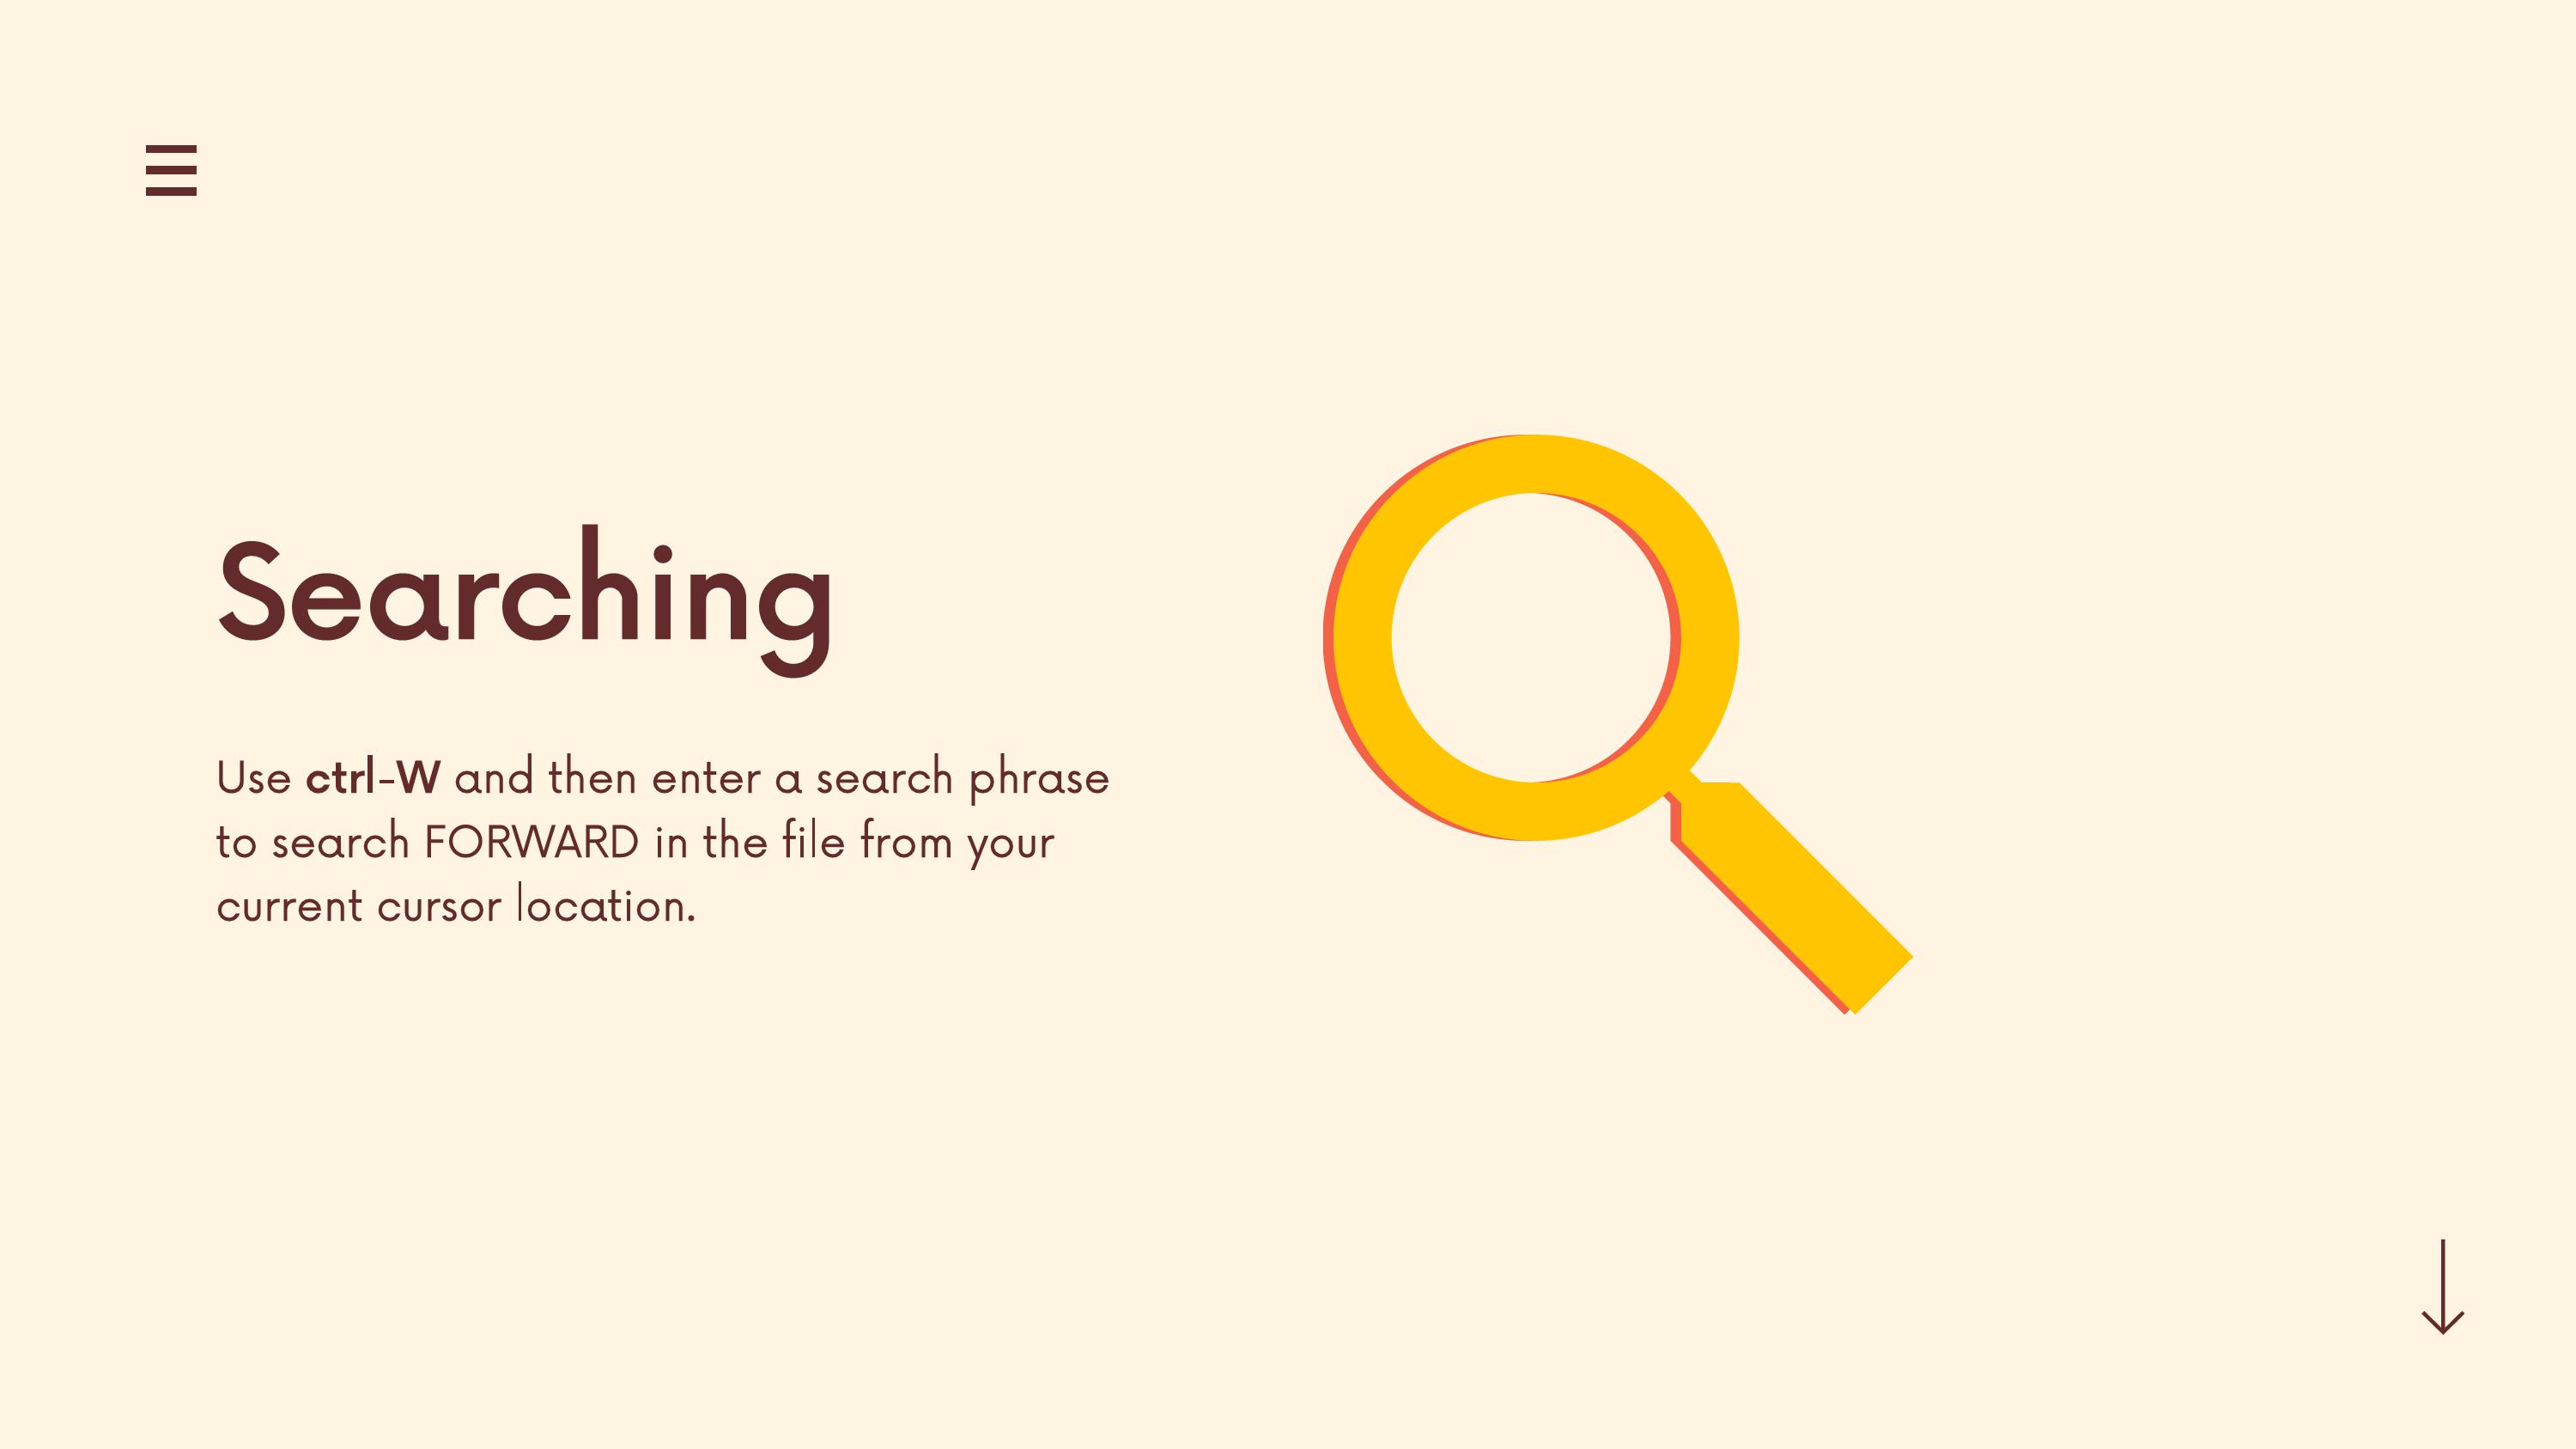 Searching
Use ctrl-W and then enter a search phrase
to search FORWARD in the file from your
current cursor location.